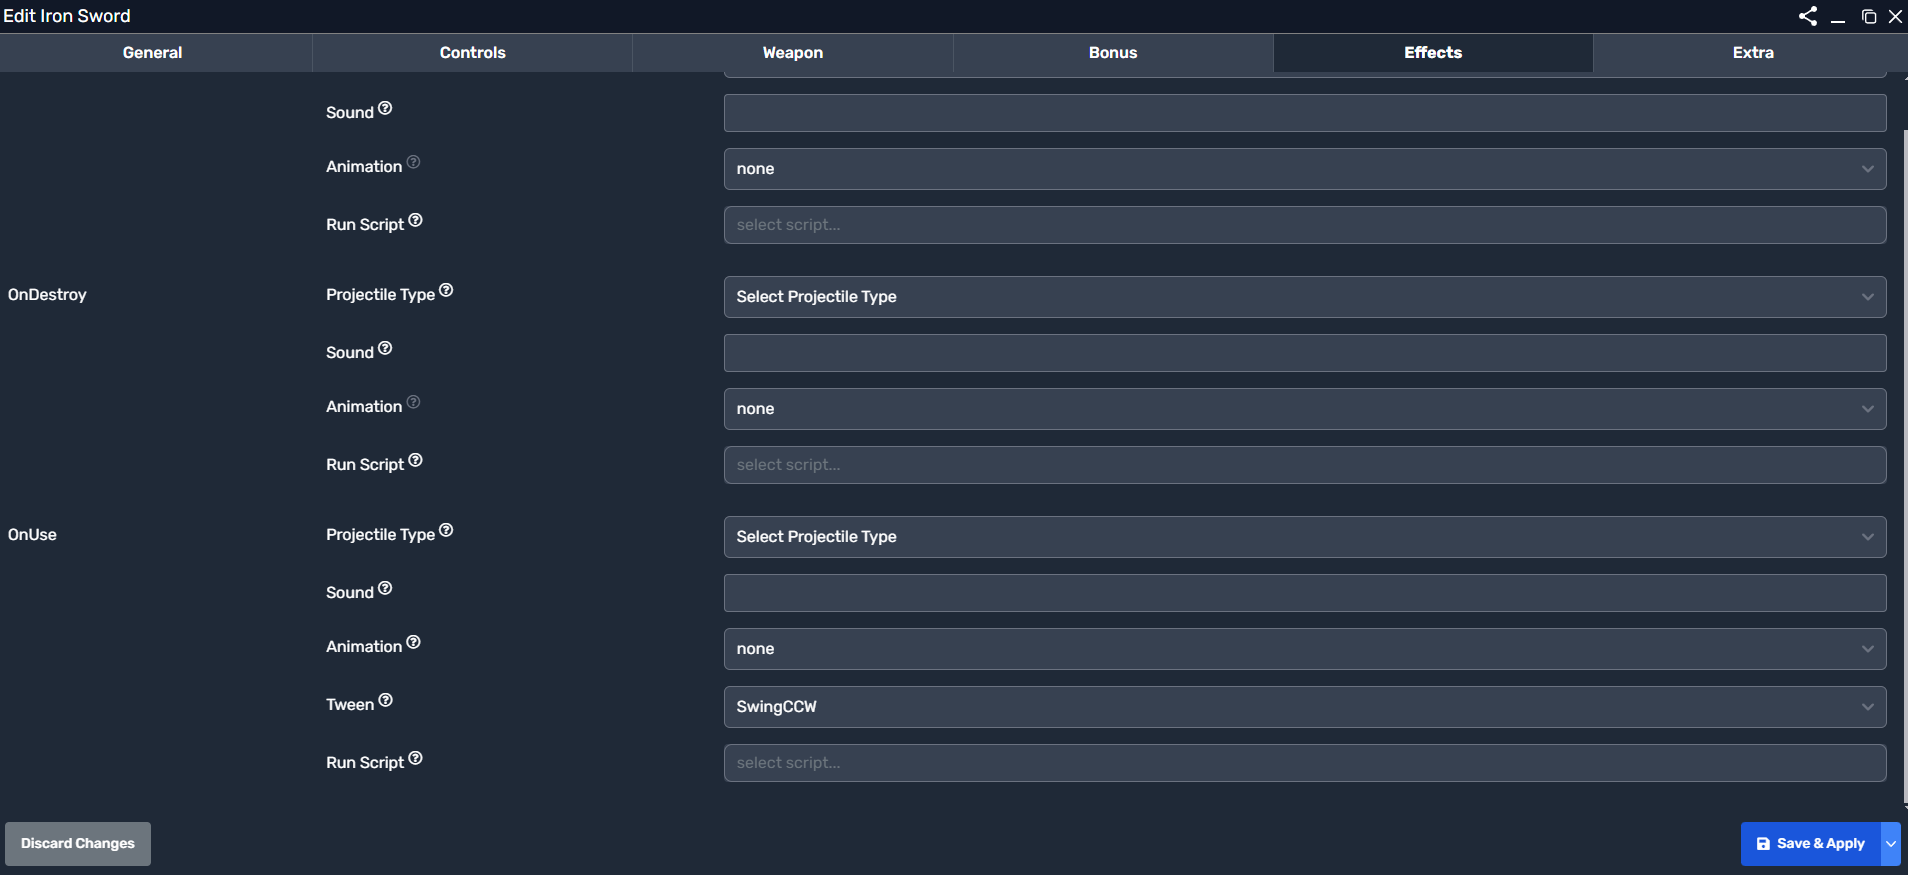 Edit Iron Sword
General Controls Weapon Bonus Effects Extra
Sound
Animation none
Run Script select script...
OnDestroy Projectile Type Select Projectile Type
Sound
Animation none
Run Script select script...
OnUse Projectile Type Select Projectile Type
Sound
Animation none
Tween SwingCCW
Run Script select script...
Discard Changes Save & Apply